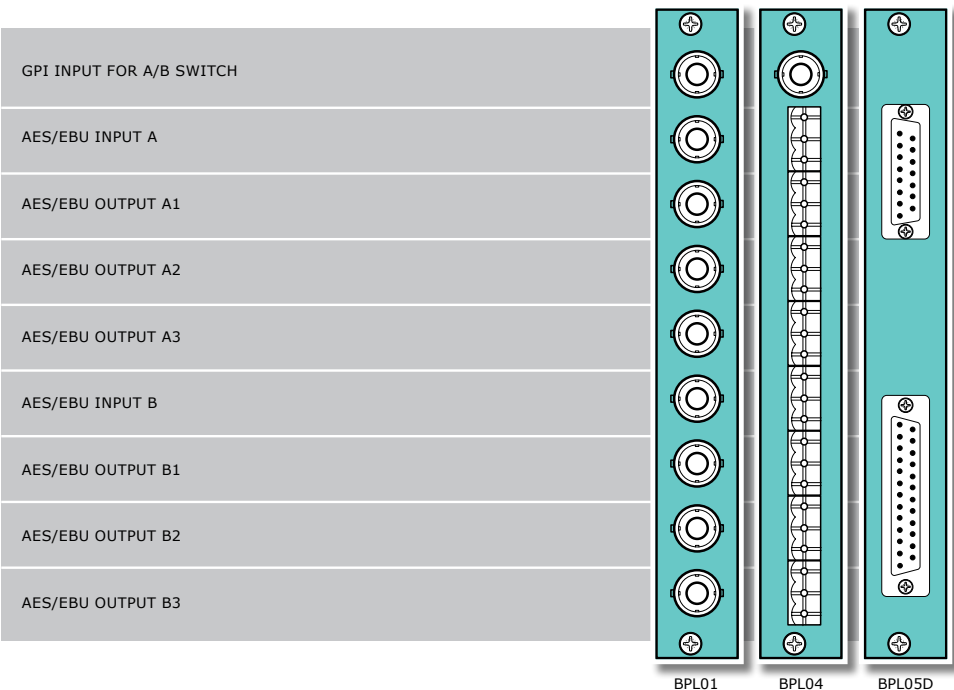 GPI INPUT FOR A/B SWITCH
AES/EBU INPUT A
AES/EBU OUTPUT A1
AES/EBU OUTPUT A2
AES/EBU OUTPUT A3
AES/EBU INPUT B
AES/EBU OUTPUT B1
AES/EBU OUTPUT B2
AES/EBU OUTPUT B3
BPL01 BPL04 BPL05D